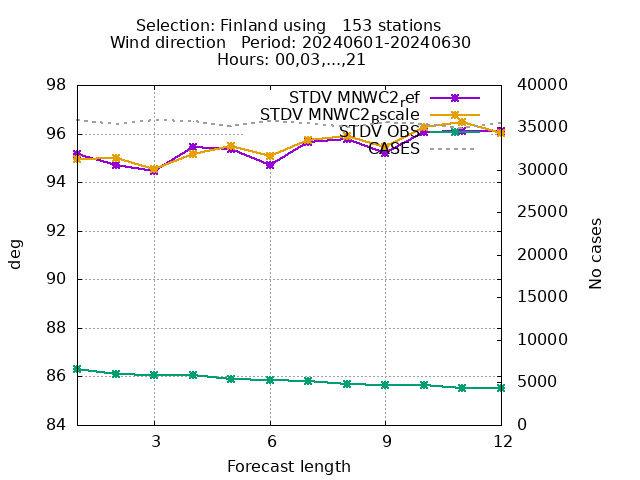 Selection: Finland using   153 stations
Wind direction   Period: 20240601-20240630
Hours: 00,03,...,21
98
96
94
92
90
88
86
84
40000
35000
30000
25000
20000
15000
10000
5000
0
STDV MNWC2ref
STDV MNWC2Bscale
STDV OBS
CASES
deg
No cases
3
6
9
12
Forecast length